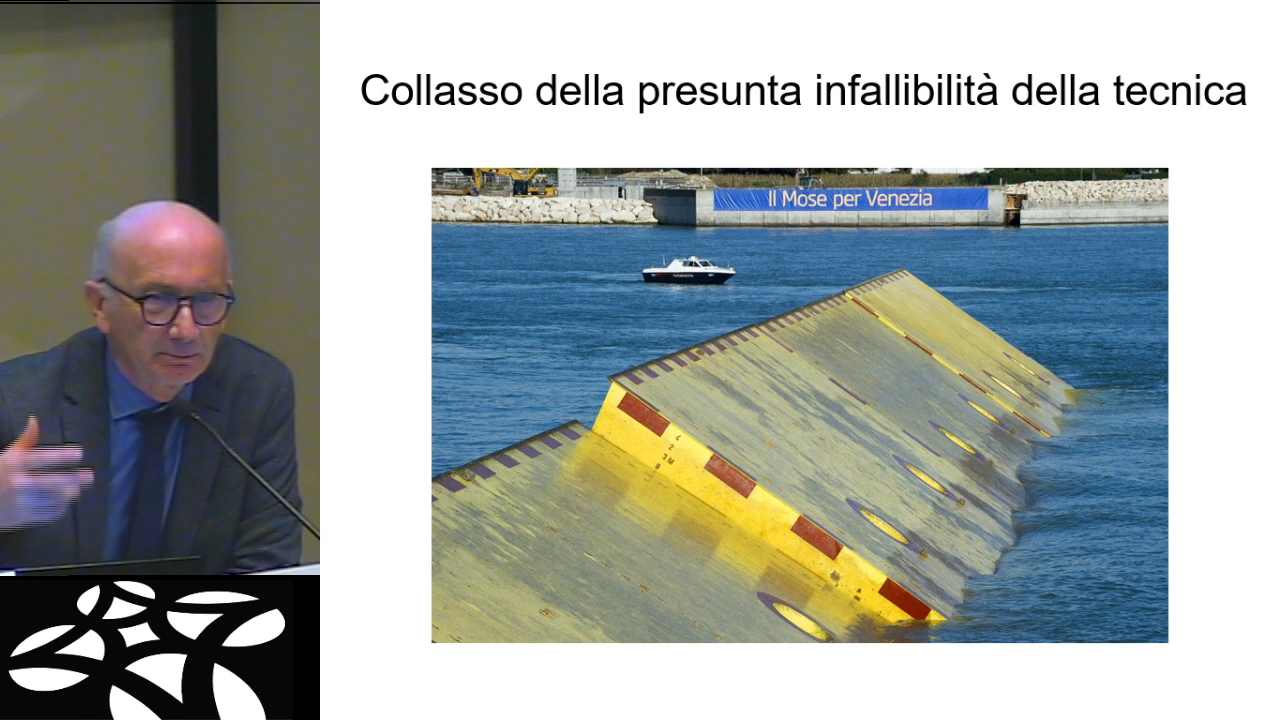 Collasso della presunta infallibilità della tecnica
Il Mose per Venezia